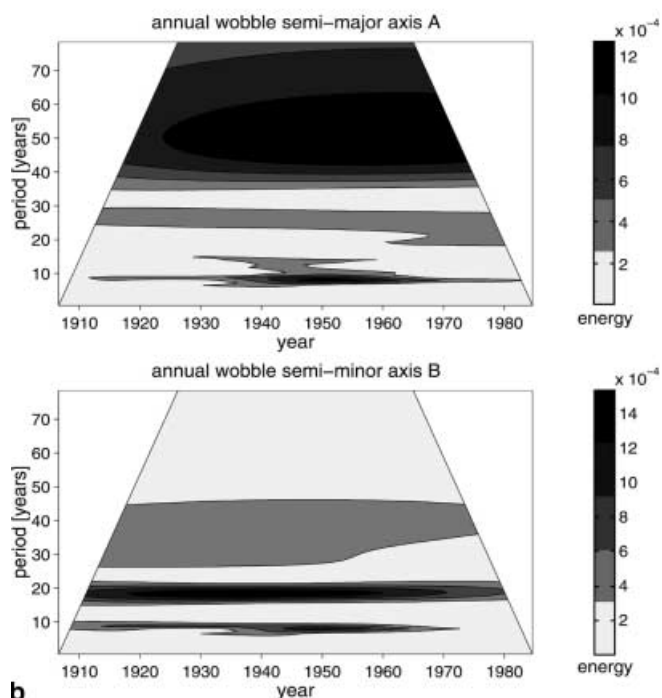 annual wobble semi-major axis A
x 10⁻⁴
period [years]
70
60
50
40
30
20
10
1910 1920 1930 1940 1950 1960 1970 1980
year
12
10
8
6
4
2
energy
annual wobble semi-minor axis B
x 10⁻⁴
period [years]
70
60
50
40
30
20
10
1910 1920 1930 1940 1950 1960 1970 1980
year
14
12
10
8
6
4
2
energy
b